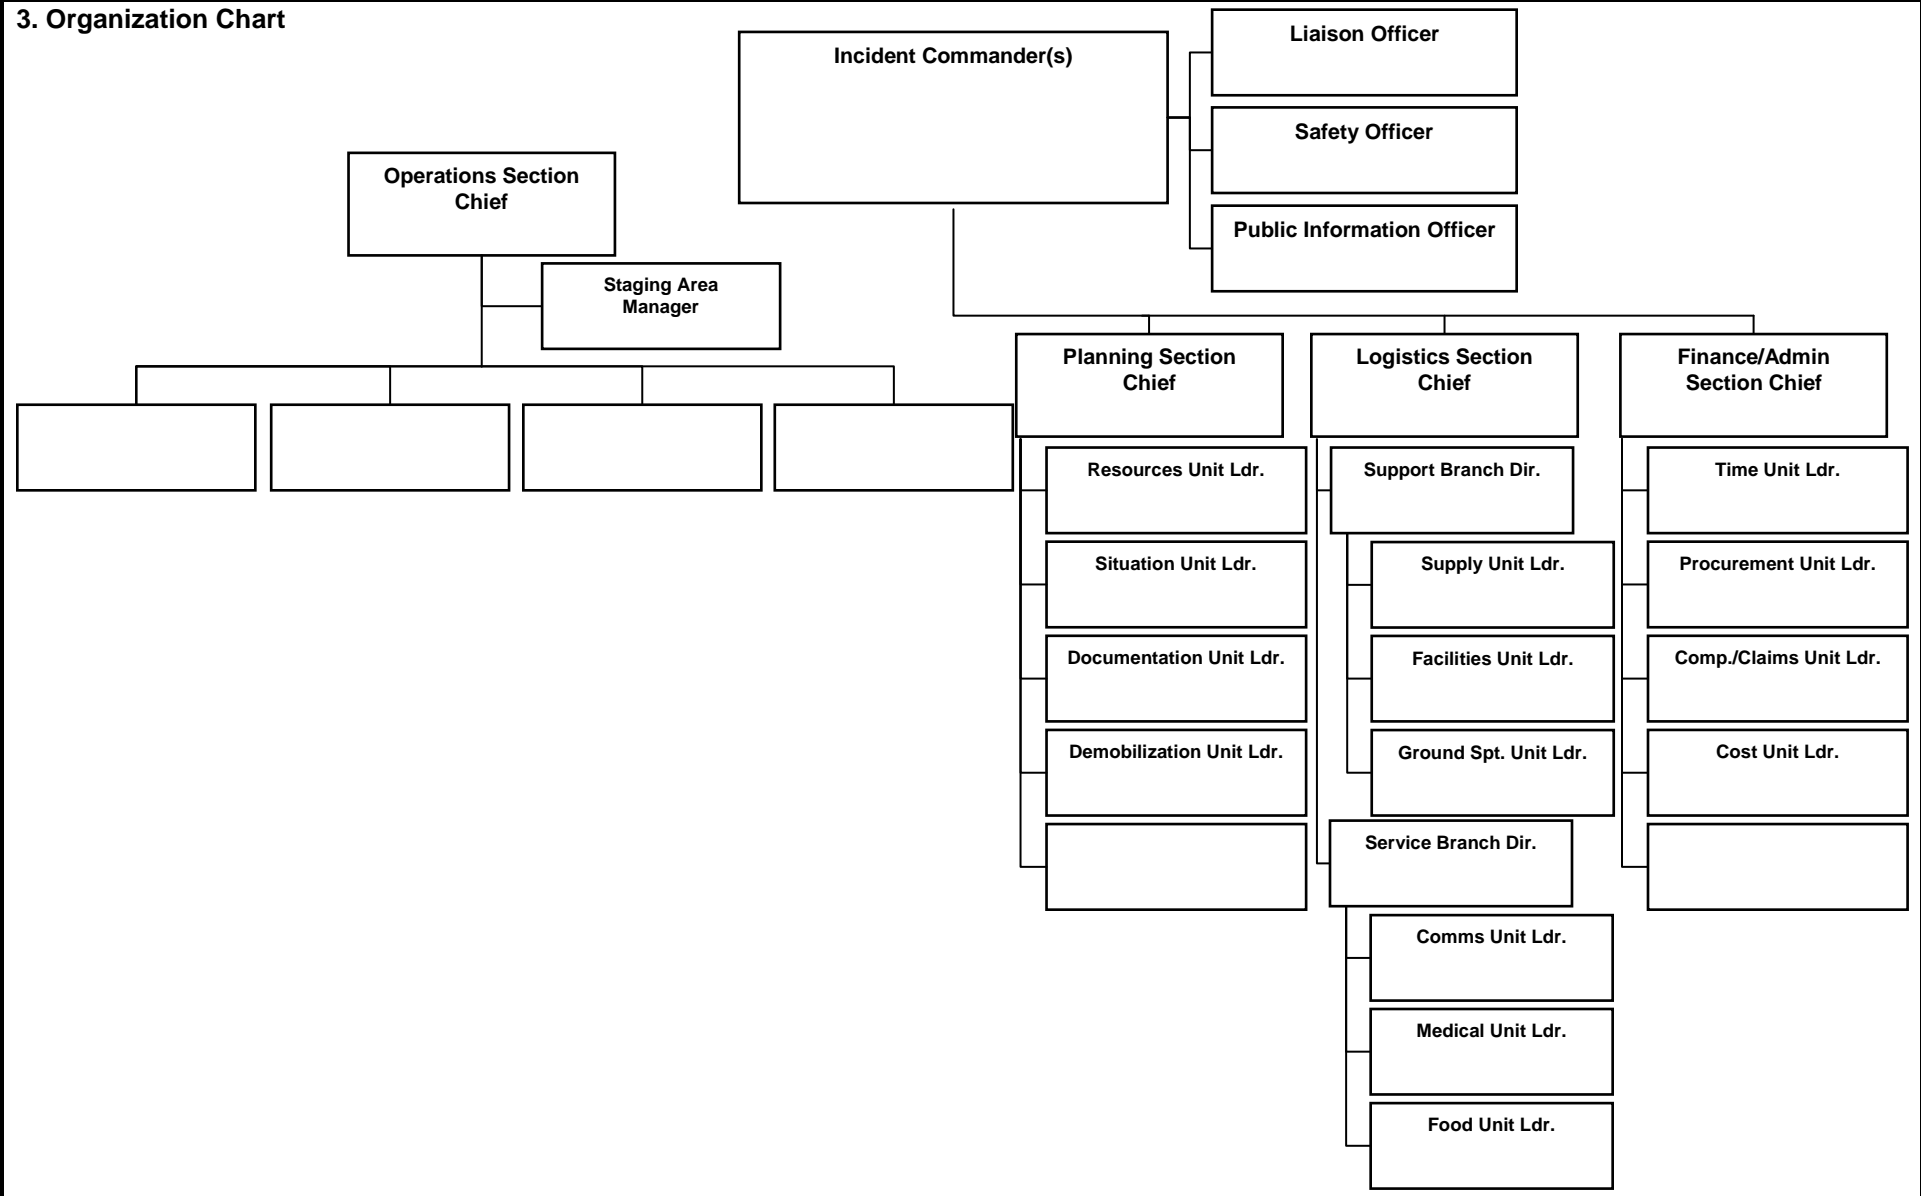 3. Organization Chart
Incident Commander(s)
Liaison Officer
Safety Officer
Public Information Officer
Operations Section
Chief
Staging Area
Manager
Planning Section
Chief
Resources Unit Ldr.
Situation Unit Ldr.
Documentation Unit Ldr.
Demobilization Unit Ldr.
Logistics Section
Chief
Support Branch Dir.
Supply Unit Ldr.
Facilities Unit Ldr.
Ground Spt. Unit Ldr.
Service Branch Dir.
Comms Unit Ldr.
Medical Unit Ldr.
Food Unit Ldr.
Finance/Admin
Section Chief
Time Unit Ldr.
Procurement Unit Ldr.
Comp./Claims Unit Ldr.
Cost Unit Ldr.